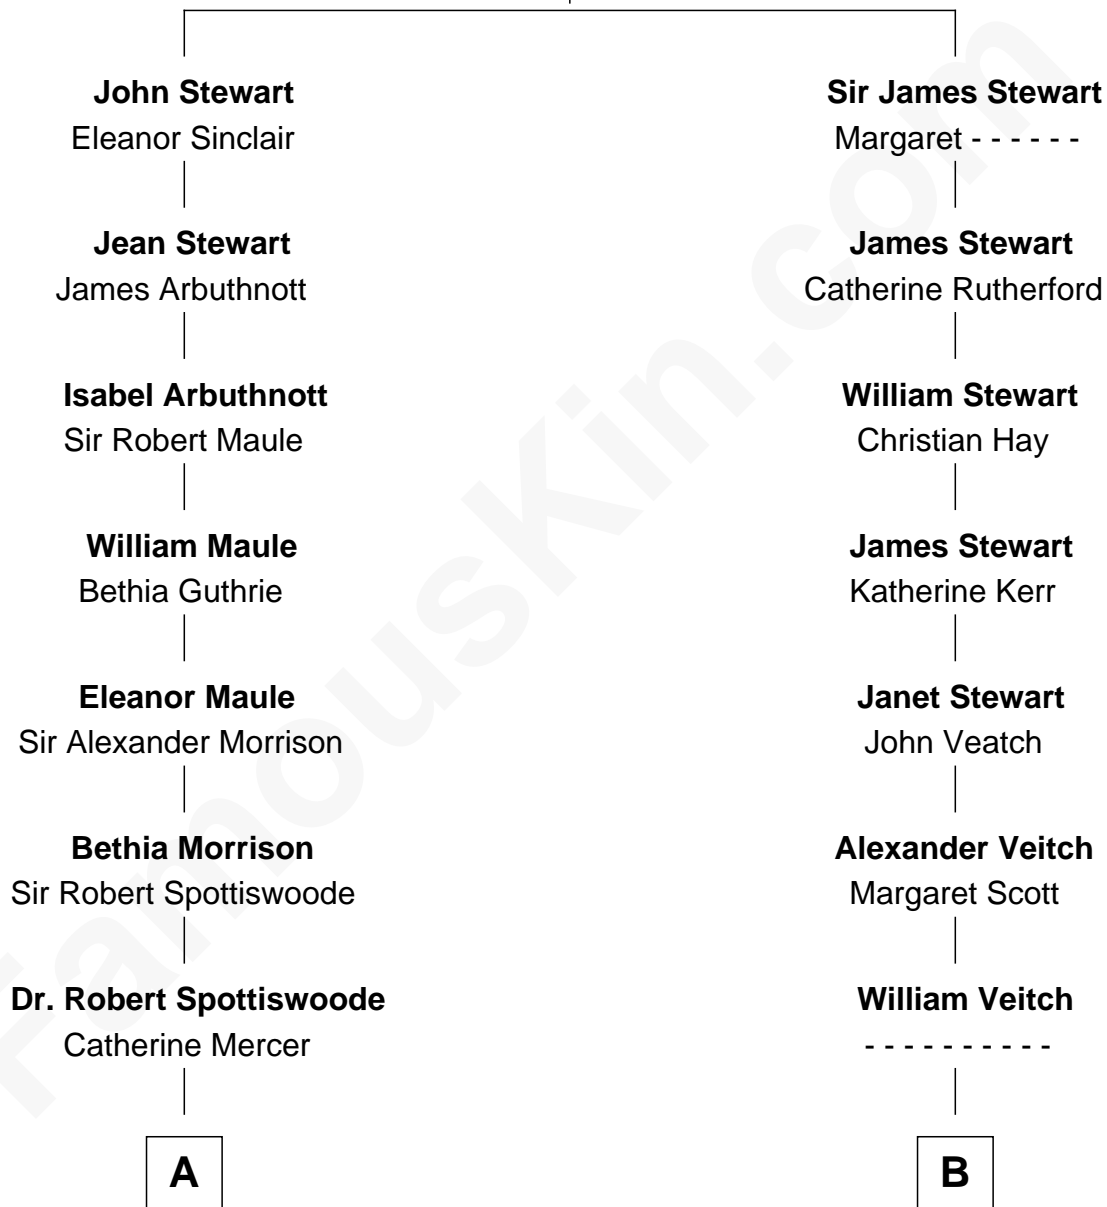 John Stewart
Eleanor Sinclair
Jean Stewart
James Arbuthnott
Isabel Arbuthnott
Sir Robert Maule
William Maule
Bethia Guthrie
Eleanor Maule
Sir Alexander Morrison
Bethia Morrison
Sir Robert Spottiswoode
Dr. Robert Spottiswoode
Catherine Mercer
A
Sir James Stewart
Margaret - - - - - -
James Stewart
Catherine Rutherford
William Stewart
Christian Hay
James Stewart
Katherine Kerr
Janet Stewart
John Veatch
Alexander Veitch
Margaret Scott
William Veitch
- - - - - - - - - -
B
FamousKin.com